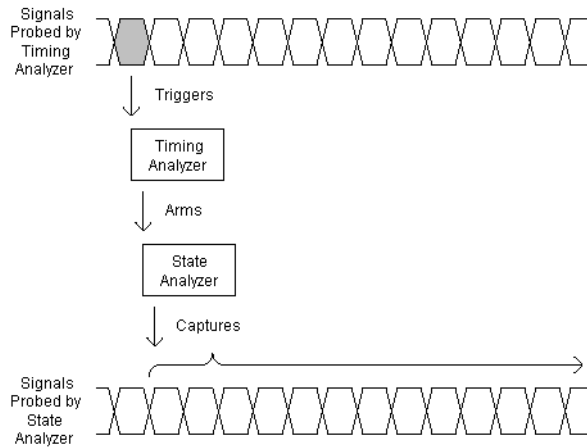 Signals
Probed by
Timing
Analyzer
Triggers
Timing
Analyzer
Arms
State
Analyzer
Captures
Signals
Probed by
State
Analyzer